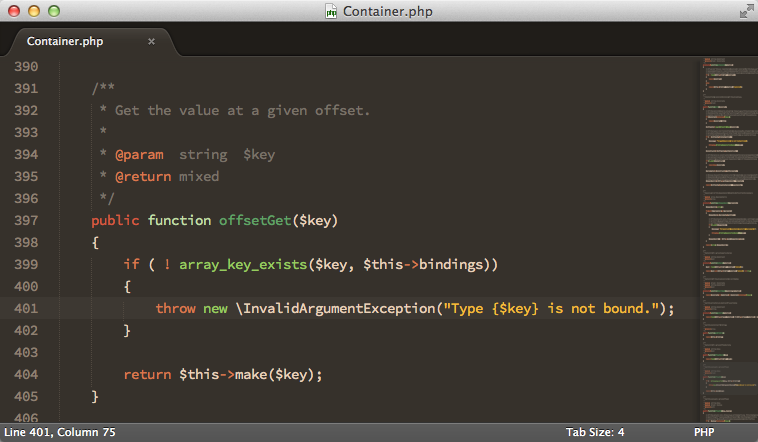 Container.php
Container.php ×
390
391 /**
392 * Get the value at a given offset.
393 *
394 * @param  string  $key
395 * @return mixed
396 */
397 public function offsetGet($key)
398 {
399 if ( ! array_key_exists($key, $this->bindings))
400 {
401 throw new \InvalidArgumentException("Type {$key} is not bound.");
402 }
403
404 return $this->make($key);
405 }
406
Line 401, Column 75 Tab Size: 4 PHP